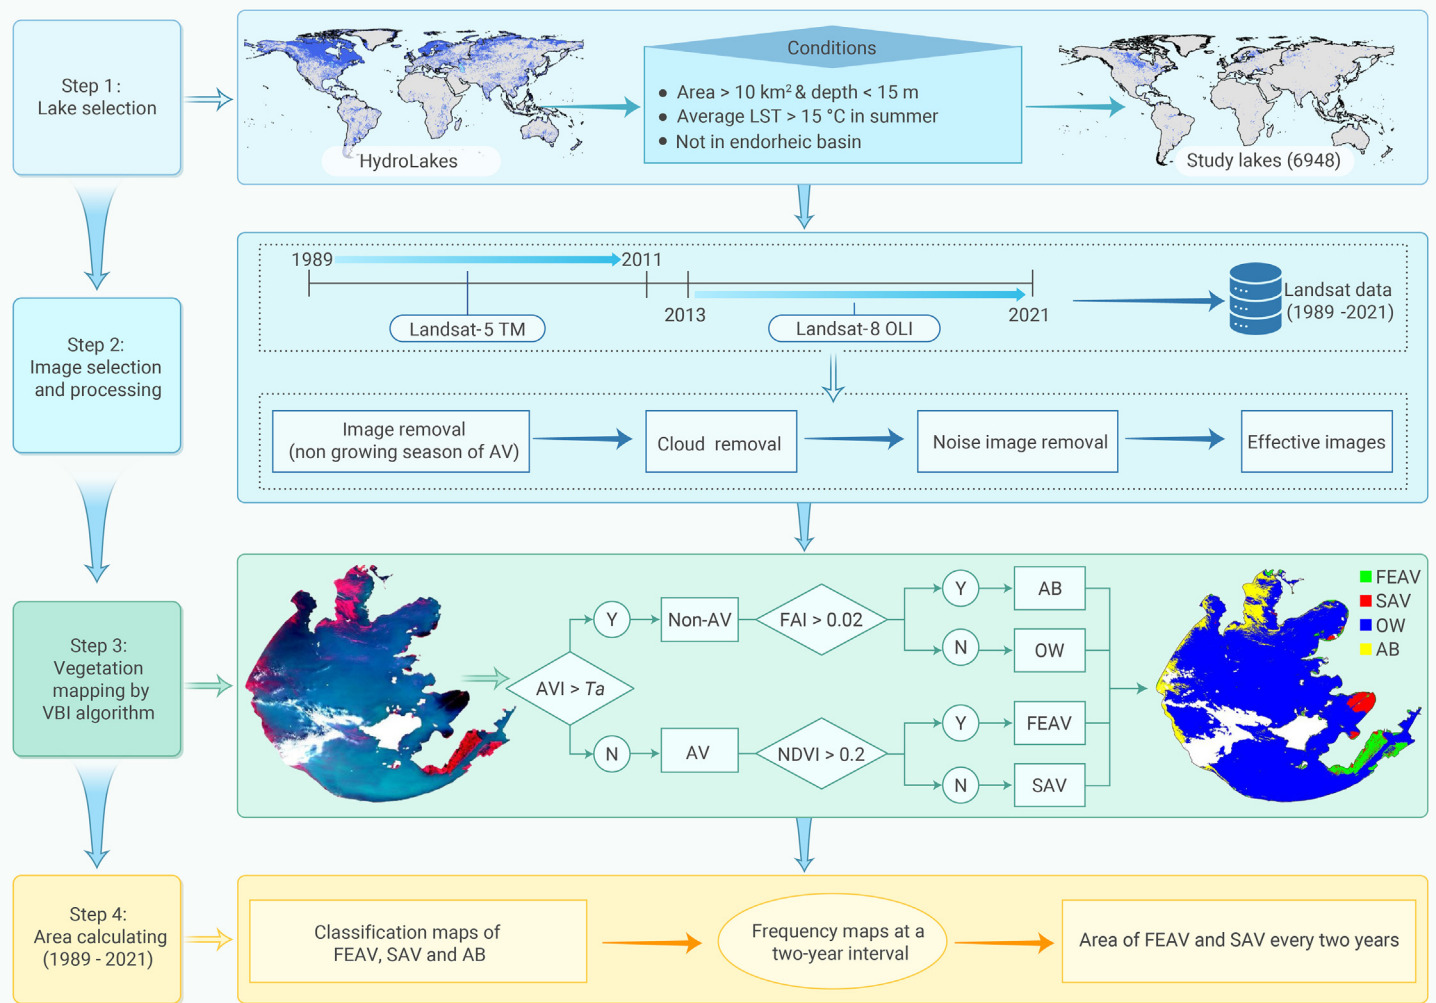 Step 1:
Lake selection
HydroLakes
Conditions
● Area > 10 km² & depth < 15 m
● Average LST > 15 °C in summer
● Not in endorheic basin
Study lakes (6948)
Step 2:
Image selection
and processing
1989
2011
Landsat-5 TM
2013
Landsat-8 OLI
2021
Landsat data
(1989 -2021)
Image removal
(non growing season of AV)
Cloud removal
Noise image removal
Effective images
Step 3:
Vegetation
mapping by
VBI algorithm
AVI > Ta
Y
Non-AV
FAI > 0.02
Y
AB
N
OW
N
AV
NDVI > 0.2
Y
FEAV
N
SAV
FEAV
SAV
OW
AB
Step 4:
Area calculating
(1989 - 2021)
Classification maps of
FEAV, SAV and AB
Frequency maps at a
two-year interval
Area of FEAV and SAV every two years